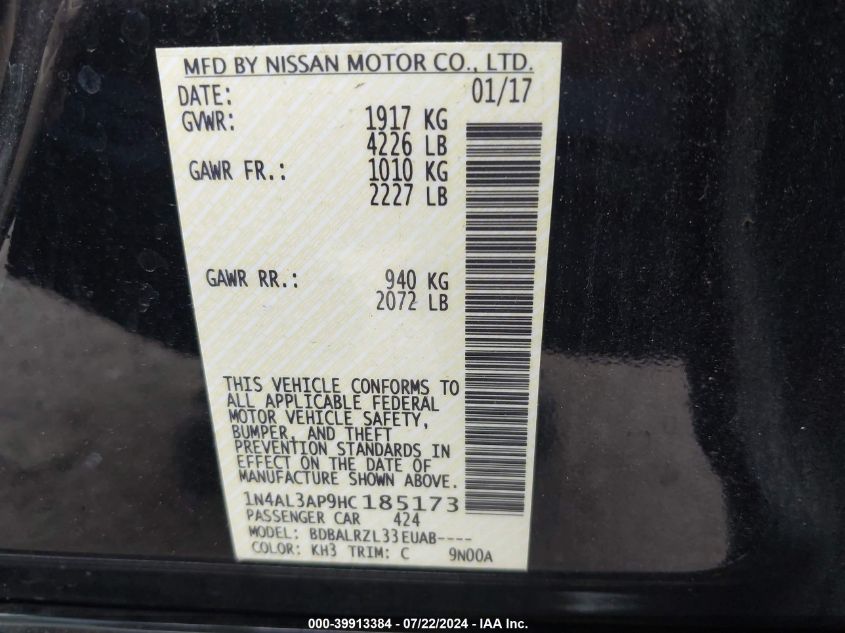 MFD BY NISSAN MOTOR CO., LTD.
DATE: 01/17
GVWR: 1917 KG
4226 LB
GAWR FR.: 1010 KG
2227 LB
GAWR RR.: 940 KG
2072 LB
THIS VEHICLE CONFORMS TO
ALL APPLICABLE FEDERAL
MOTOR VEHICLE SAFETY,
BUMPER, AND THEFT
PREVENTION STANDARDS IN
EFFECT ON THE DATE OF
MANUFACTURE SHOWN ABOVE.
1N4AL3AP9HC185173
PASSENGER CAR 424
MODEL: BDBALRZL33EUAB----
COLOR: KH3 TRIM: C 9N00A
000-39913384 / 07/22/2024 - IAA Inc.